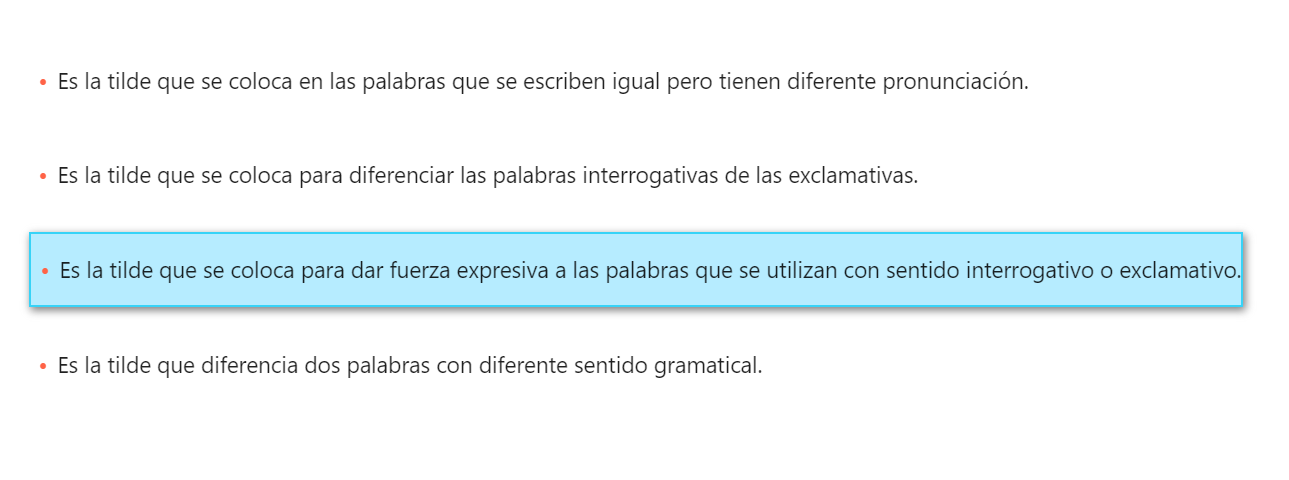 • Es la tilde que se coloca en las palabras que se escriben igual pero tienen diferente pronunciación.
• Es la tilde que se coloca para diferenciar las palabras interrogativas de las exclamativas.
• Es la tilde que se coloca para dar fuerza expresiva a las palabras que se utilizan con sentido interrogativo o exclamativo.
• Es la tilde que diferencia dos palabras con diferente sentido gramatical.